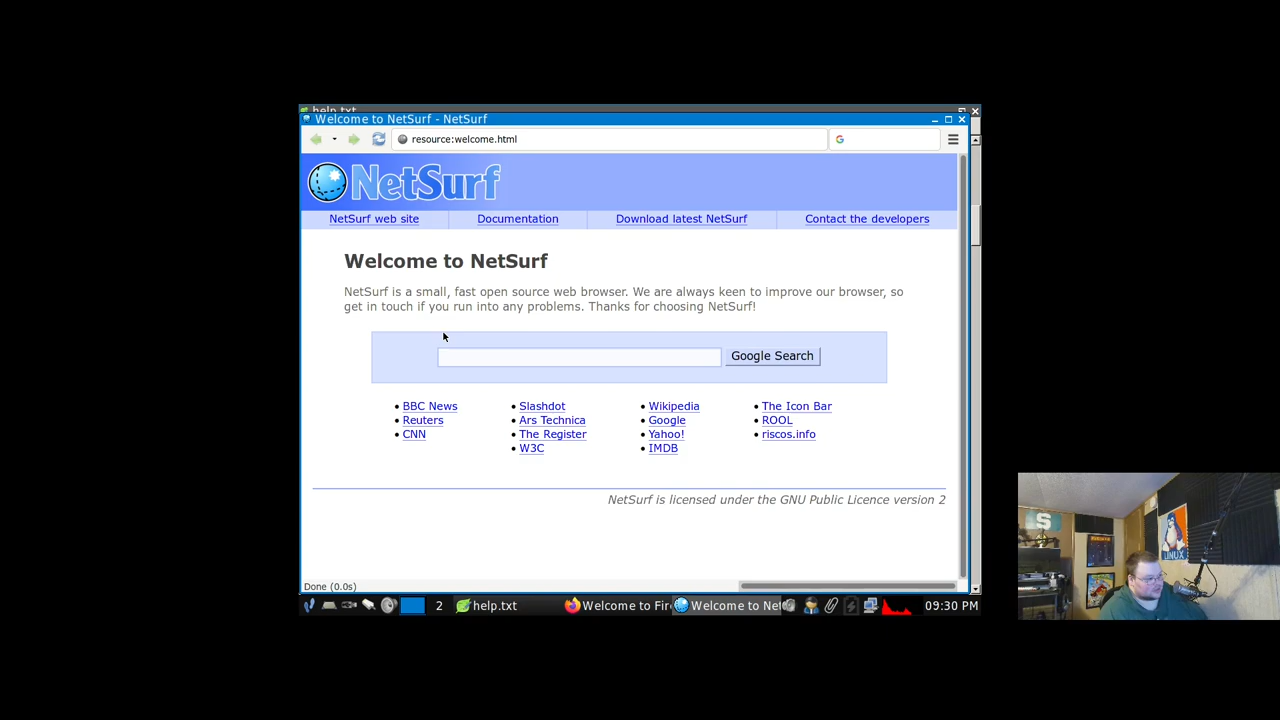 help.txt
Welcome to NetSurf - NetSurf
resource:welcome.html
NetSurf
NetSurf web site
Documentation
Download latest NetSurf
Contact the developers
Welcome to NetSurf
NetSurf is a small, fast open source web browser. We are always keen to improve our browser, so
get in touch if you run into any problems. Thanks for choosing NetSurf!
Google Search
BBC News
Reuters
CNN
Slashdot
Ars Technica
The Register
W3C
Wikipedia
Google
Yahoo!
IMDB
The Icon Bar
ROOL
riscos.info
NetSurf is licensed under the GNU Public Licence version 2
Done (0.0s)
2
help.txt
Welcome to Fir
Welcome to Net
09:30 PM
S
LINUX